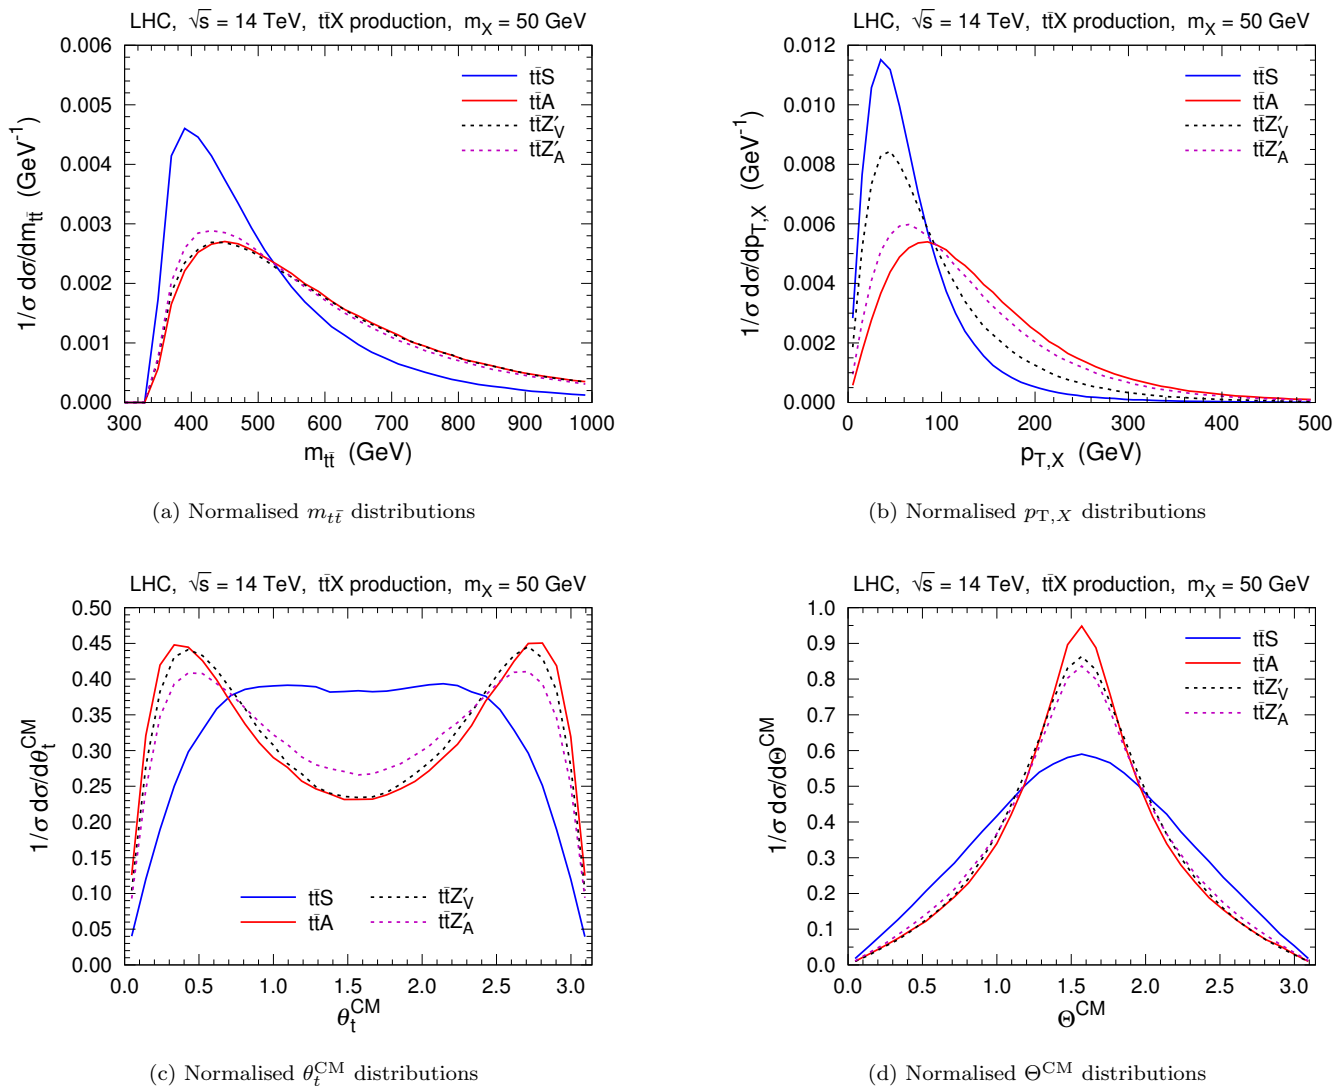 LHC, √s = 14 TeV, tt̄X production, m_X = 50 GeV
1/σ dσ/dm_tt̄ (GeV⁻¹)
0.006
0.005
0.004
0.003
0.002
0.001
0.000
tt̄S
tt̄A
tt̄Z′_V
tt̄Z′_A
300 400 500 600 700 800 900 1000
m_tt̄ (GeV)
(a) Normalised m_tt̄ distributions
LHC, √s = 14 TeV, tt̄X production, m_X = 50 GeV
1/σ dσ/dp_T,X (GeV⁻¹)
0.012
0.010
0.008
0.006
0.004
0.002
0.000
tt̄S
tt̄A
tt̄Z′_V
tt̄Z′_A
0 100 200 300 400 500
p_T,X (GeV)
(b) Normalised p_T,X distributions
LHC, √s = 14 TeV, tt̄X production, m_X = 50 GeV
1/σ dσ/dθ_t^CM
0.50
0.45
0.40
0.35
0.30
0.25
0.20
0.15
0.10
0.05
0.00
tt̄S tt̄Z′_V
tt̄A tt̄Z′_A
0.0 0.5 1.0 1.5 2.0 2.5 3.0
θ_t^CM
(c) Normalised θ_t^CM distributions
LHC, √s = 14 TeV, tt̄X production, m_X = 50 GeV
1/σ dσ/dΘ^CM
1.0
0.9
0.8
0.7
0.6
0.5
0.4
0.3
0.2
0.1
0.0
tt̄S
tt̄A
tt̄Z′_V
tt̄Z′_A
0.0 0.5 1.0 1.5 2.0 2.5 3.0
Θ^CM
(d) Normalised Θ^CM distributions